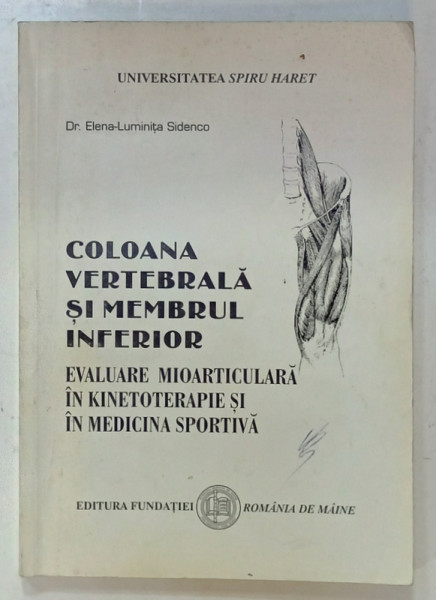 UNIVERSITATEA SPIRU HARET
Dr. Elena-Luminița Sidenco
COLOANA
VERTEBRALĂ
ȘI MEMBRUL
INFERIOR
EVALUARE MIOARTICULARĂ
ÎN KINETOTERAPIE ȘI
ÎN MEDICINA SPORTIVĂ
EDITURA FUNDAȚIEI ROMÂNIA DE MÂINE